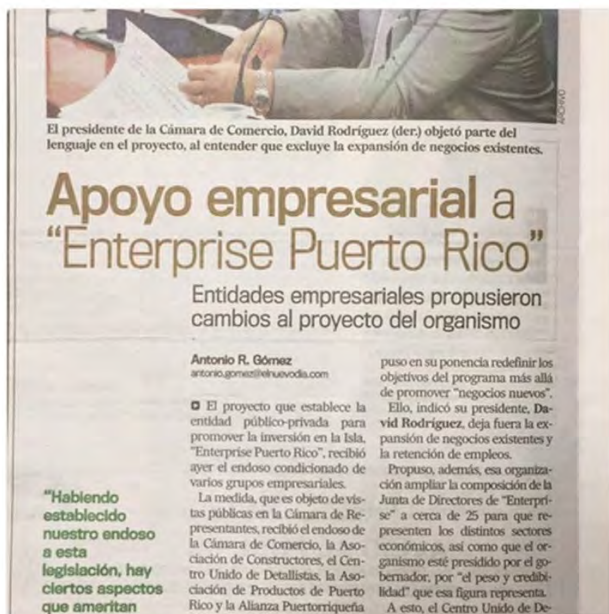 ARCHIVO
El presidente de la Cámara de Comercio, David Rodríguez (der.) objetó parte del
lenguaje en el proyecto, al entender que excluye la expansión de negocios existentes.
Apoyo empresarial a
“Enterprise Puerto Rico”
Entidades empresariales propusieron
cambios al proyecto del organismo
Antonio R. Gómez
antonio.gomez@elnuevodia.com
El proyecto que establece la
entidad público-privada para
promover la inversión en la Isla,
"Enterprise Puerto Rico", recibió
ayer el endoso condicionado de
varios grupos empresariales.
La medida, que es objeto de vis-
tas públicas en la Cámara de Re-
presentantes, recibió el endoso de
la Cámara de Comercio, la Aso-
ciación de Constructores, el Cen-
tro Unido de Detallistas, la Aso-
ciación de Productos de Puerto
Rico y la Alianza Puertorriqueña
puso en su ponencia redefinir los
objetivos del programa más allá
de promover "negocios nuevos".
Ello, indicó su presidente, Da-
vid Rodríguez, deja fuera la ex-
pansión de negocios existentes y
la retención de empleos.
Propuso, además, esa organiza-
ción ampliar la composición de la
Junta de Directores de "Enterpri-
se" a cerca de 25 para que re-
presenten los distintos sectores
económicos, así como que el or-
ganismo esté presidido por el go-
bernador, por "el peso y credibi-
lidad" que esa figura representa.
A esto, el Centro Unido de De-
"Habiendo
establecido
nuestro endoso
a esta
legislación, hay
ciertos aspectos
que ameritan